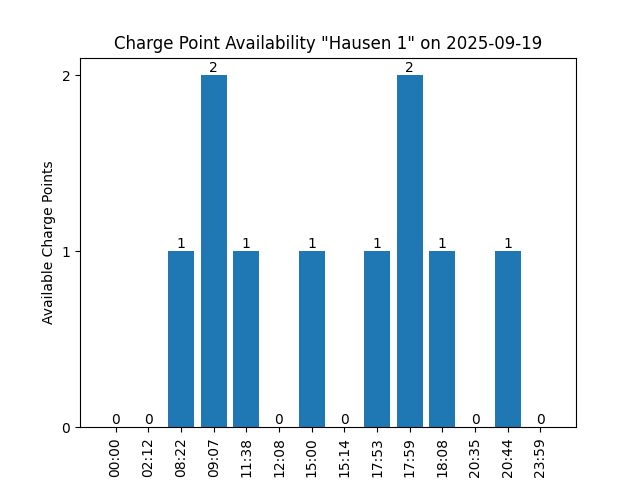 Charge Point Availability "Hausen 1" on 2025-09-19
Available Charge Points
2
1
0
0 0 1 2 1 0 1 0 1 2 1 0 1 0
00:00 02:12 08:22 09:07 11:38 12:08 15:00 15:14 17:53 17:59 18:08 20:35 20:44 23:59